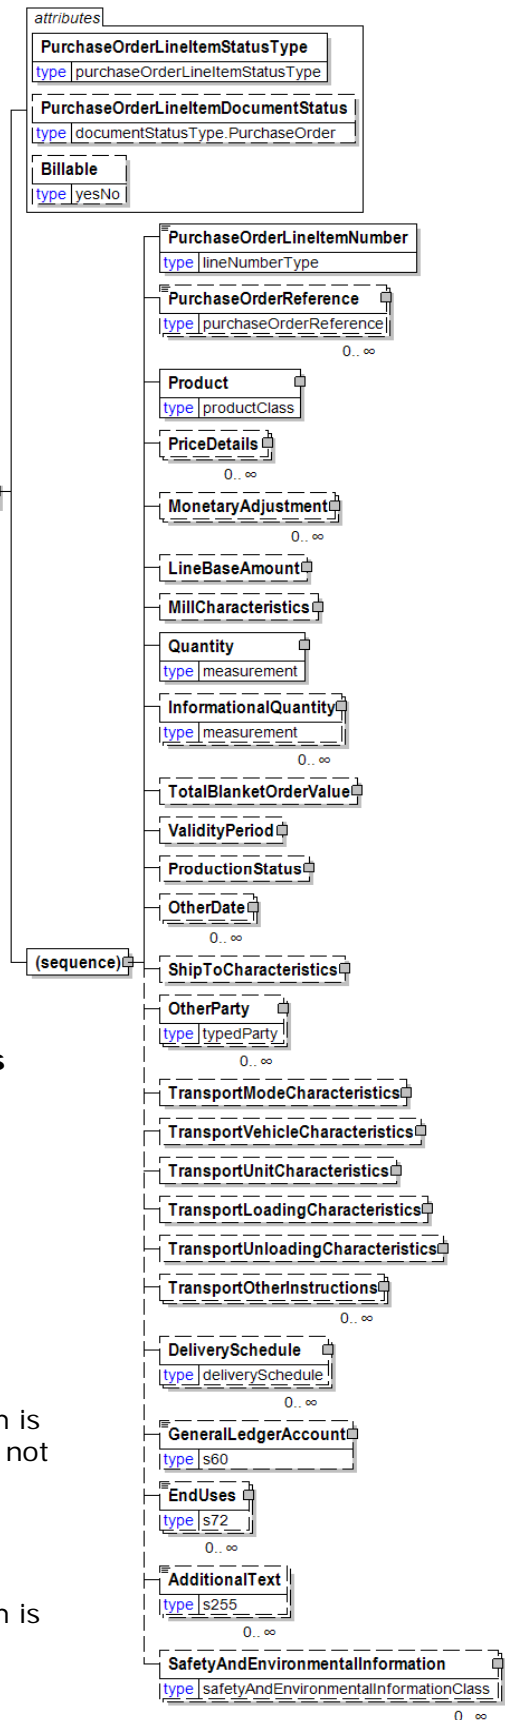 attributes
PurchaseOrderLineItemStatusType
type purchaseOrderLineItemStatusType
PurchaseOrderLineItemDocumentStatus
type documentStatusType.PurchaseOrder
Billable
type yesNo
PurchaseOrderLineItemNumber
type lineNumberType
PurchaseOrderReference
type purchaseOrderReference
0.. ∞
Product
type productClass
PriceDetails
0.. ∞
MonetaryAdjustment
0.. ∞
LineBaseAmount
MillCharacteristics
Quantity
type measurement
InformationalQuantity
type measurement
0.. ∞
TotalBlanketOrderValue
ValidityPeriod
ProductionStatus
OtherDate
0.. ∞
(sequence)
ShipToCharacteristics
OtherParty
type typedParty
0.. ∞
s
TransportModeCharacteristics
TransportVehicleCharacteristics
TransportUnitCharacteristics
TransportLoadingCharacteristics
TransportUnloadingCharacteristics
TransportOtherInstructions
0.. ∞
DeliverySchedule
type deliverySchedule
0.. ∞
n is
not
GeneralLedgerAccount
type s60
EndUses
type s72
0.. ∞
AdditionalText
type s255
n is
0.. ∞
SafetyAndEnvironmentalInformation
type safetyAndEnvironmentalInformationClass
0.. ∞